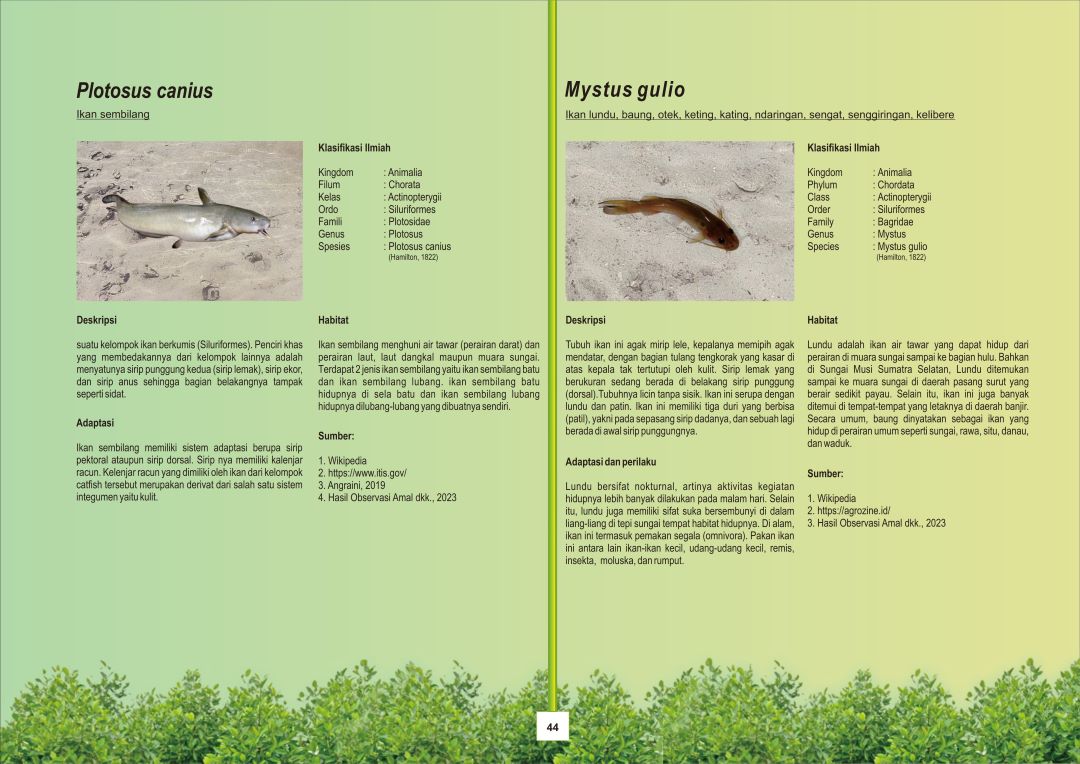 Plotosus canius
Ikan sembilang
Klasifikasi Ilmiah
Kingdom : Animalia
Filum : Chorata
Kelas : Actinopterygii
Ordo : Siluriformes
Famili : Plotosidae
Genus : Plotosus
Spesies : Plotosus canius
(Hamilton, 1822)
Deskripsi
suatu kelompok ikan berkumis (Siluriformes). Penciri khas
yang membedakannya dari kelompok lainnya adalah
menyatunya sirip punggung kedua (sirip lemak), sirip ekor,
dan sirip anus sehingga bagian belakangnya tampak
seperti sidat.
Adaptasi
Ikan sembilang memiliki sistem adaptasi berupa sirip
pektoral ataupun sirip dorsal. Sirip nya memiliki kalenjar
racun. Kelenjar racun yang dimiliki oleh ikan dari kelompok
catfish tersebut merupakan derivat dari salah satu sistem
integumen yaitu kulit.
Habitat
Ikan sembilang menghuni air tawar (perairan darat) dan
perairan laut, laut dangkal maupun muara sungai.
Terdapat 2 jenis ikan sembilang yaitu ikan sembilang batu
dan ikan sembilang lubang. ikan sembilang batu
hidupnya di sela batu dan ikan sembilang lubang
hidupnya dilubang-lubang yang dibuatnya sendiri.
Sumber:
1. Wikipedia
2. https://www.itis.gov/
3. Angraini, 2019
4. Hasil Observasi Amal dkk., 2023
Mystus gulio
Ikan lundu, baung, otek, keting, kating, ndaringan, sengat, senggiringan, kelibere
Klasifikasi Ilmiah
Kingdom : Animalia
Phylum : Chordata
Class : Actinopterygii
Order : Siluriformes
Family : Bagridae
Genus : Mystus
Species : Mystus gulio
(Hamilton, 1822)
Deskripsi
Tubuh ikan ini agak mirip lele, kepalanya memipih agak
mendatar, dengan bagian tulang tengkorak yang kasar di
atas kepala tak tertutupi oleh kulit. Sirip lemak yang
berukuran sedang berada di belakang sirip punggung
(dorsal).Tubuhnya licin tanpa sisik. Ikan ini serupa dengan
lundu dan patin. Ikan ini memiliki tiga duri yang berbisa
(patil), yakni pada sepasang sirip dadanya, dan sebuah lagi
berada di awal sirip punggungnya.
Adaptasi dan perilaku
Lundu bersifat nokturnal, artinya aktivitas kegiatan
hidupnya lebih banyak dilakukan pada malam hari. Selain
itu, lundu juga memiliki sifat suka bersembunyi di dalam
liang-liang di tepi sungai tempat habitat hidupnya. Di alam,
ikan ini termasuk pemakan segala (omnivora). Pakan ikan
ini antara lain ikan-ikan kecil, udang-udang kecil, remis,
insekta, moluska, dan rumput.
Habitat
Lundu adalah ikan air tawar yang dapat hidup dari
perairan di muara sungai sampai ke bagian hulu. Bahkan
di Sungai Musi Sumatra Selatan, Lundu ditemukan
sampai ke muara sungai di daerah pasang surut yang
berair sedikit payau. Selain itu, ikan ini juga banyak
ditemui di tempat-tempat yang letaknya di daerah banjir.
Secara umum, baung dinyatakan sebagai ikan yang
hidup di perairan umum seperti sungai, rawa, situ, danau,
dan waduk.
Sumber:
1. Wikipedia
2. https://agrozine.id/
3. Hasil Observasi Amal dkk., 2023
44